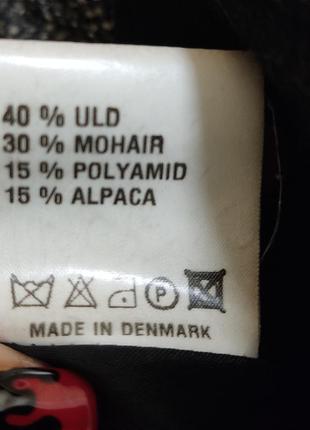 40 % ULD
30 % MOHAIR
15 % POLYAMID
15 % ALPACA
P
MADE IN DENMARK